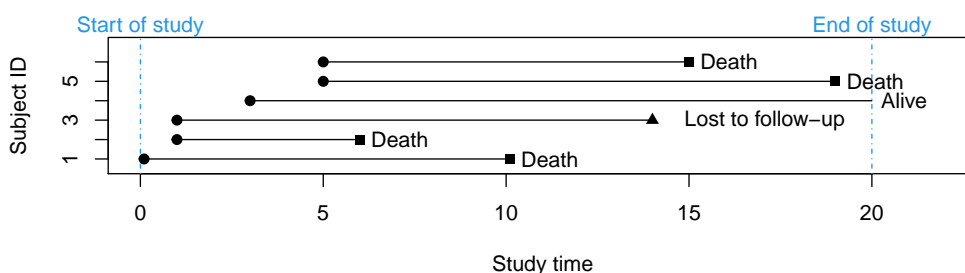 Start of study End of study
Death
5 Death
Alive
3 Lost to follow−up
Death
1 Death
Subject ID
0 5 10 15 20
Study time